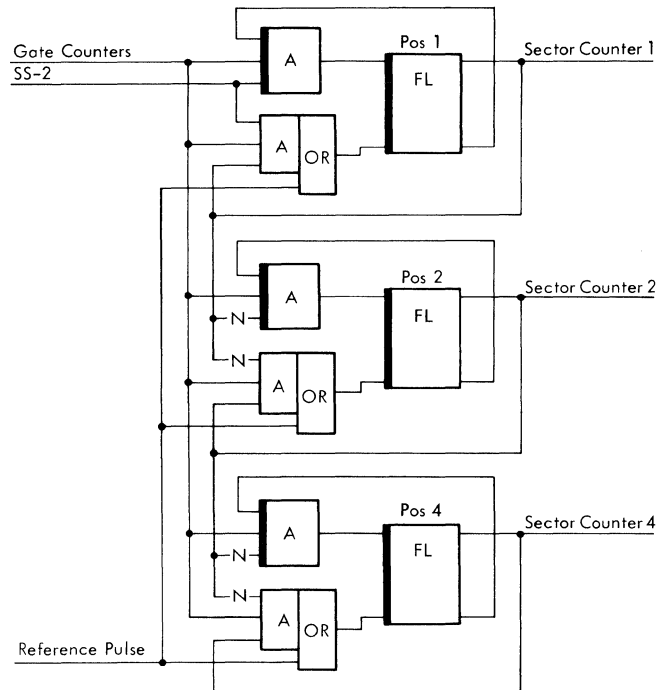 Gate Counters
SS-2
A
Pos 1
FL
Sector Counter 1
A
OR
A
Pos 2
FL
Sector Counter 2
N
N
A
OR
A
Pos 4
FL
Sector Counter 4
N
N
A
OR
Reference Pulse